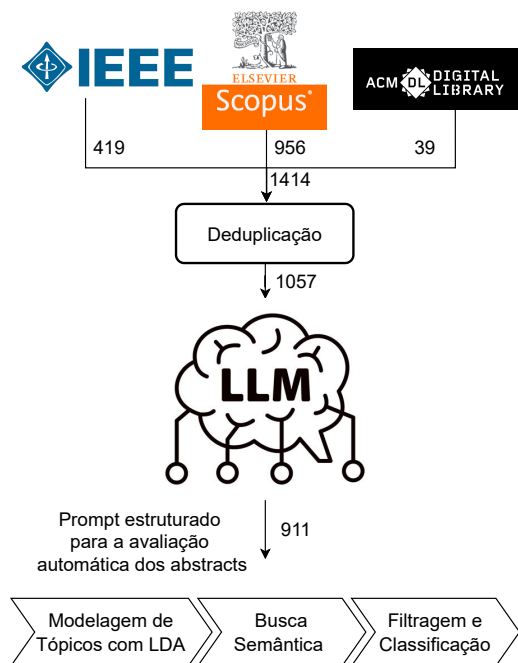 IEEE
ELSEVIER
Scopus®
ACM DL DIGITAL
LIBRARY
419
956
39
1414
Deduplicação
1057
LLM
Prompt estruturado
para a avaliação
automática dos abstracts
911
Modelagem de
Tópicos com LDA
Busca
Semântica
Filtragem e
Classificação